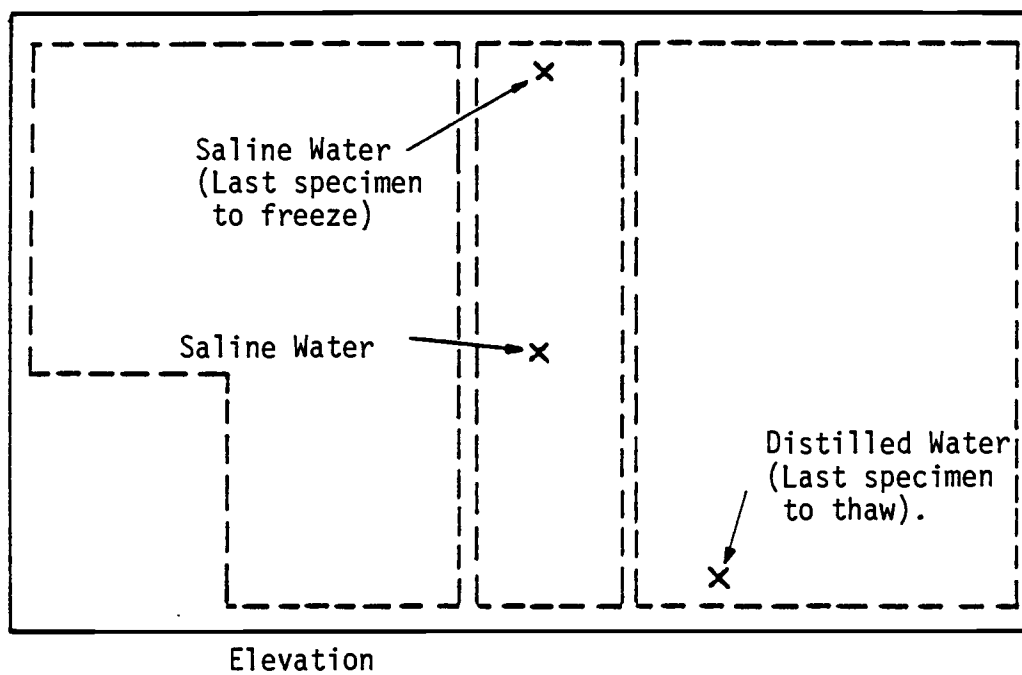 Saline Water
(Last specimen
to freeze)
Saline Water
Distilled Water
(Last specimen
to thaw).
Elevation